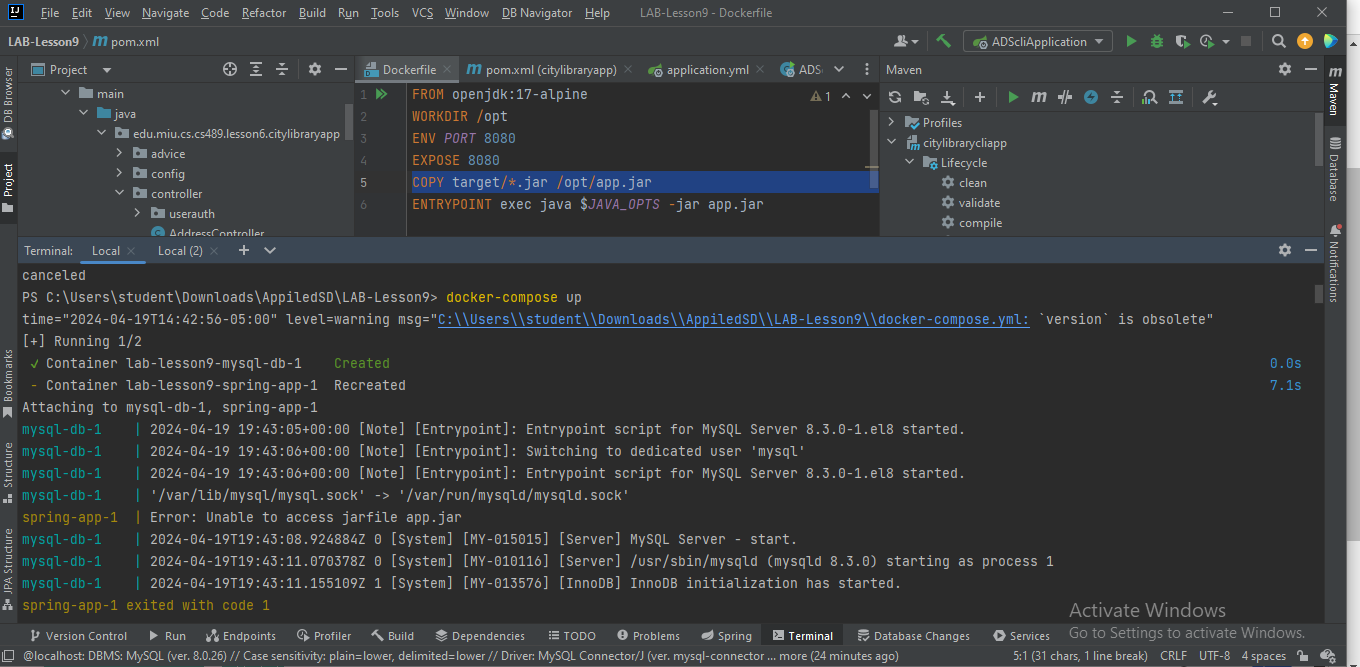 File Edit View Navigate Code Refactor Build Run Tools VCS Window DB Navigator Help LAB-Lesson9 - Dockerfile
LAB-Lesson9 pom.xml ADScliApplication
Project Dockerfile pom.xml (citylibraryapp) application.yml ADS Maven
main
java
edu.miu.cs.cs489.lesson6.citylibraryapp
advice
config
controller
userauth
AddressController
1 FROM openjdk:17-alpine 1
2 WORKDIR /opt
3 ENV PORT 8080
4 EXPOSE 8080
5 COPY target/*.jar /opt/app.jar
6 ENTRYPOINT exec java $JAVA_OPTS -jar app.jar
Profiles
citylibrarycliapp
Lifecycle
clean
validate
compile
DB Browser
Project
Bookmarks
Structure
JPA Structure
Maven
Database
Notifications
Terminal: Local Local (2)
canceled
PS C:\Users\student\Downloads\AppiledSD\LAB-Lesson9> docker-compose up
time="2024-04-19T14:42:56-05:00" level=warning msg="C:\\Users\\student\\Downloads\\AppiledSD\\LAB-Lesson9\\docker-compose.yml: `version` is obsolete"
[+] Running 1/2
✓ Container lab-lesson9-mysql-db-1 Created 0.0s
- Container lab-lesson9-spring-app-1 Recreated 7.1s
Attaching to mysql-db-1, spring-app-1
mysql-db-1 | 2024-04-19 19:43:05+00:00 [Note] [Entrypoint]: Entrypoint script for MySQL Server 8.3.0-1.el8 started.
mysql-db-1 | 2024-04-19 19:43:06+00:00 [Note] [Entrypoint]: Switching to dedicated user 'mysql'
mysql-db-1 | 2024-04-19 19:43:06+00:00 [Note] [Entrypoint]: Entrypoint script for MySQL Server 8.3.0-1.el8 started.
mysql-db-1 | '/var/lib/mysql/mysql.sock' -> '/var/run/mysqld/mysqld.sock'
spring-app-1 | Error: Unable to access jarfile app.jar
mysql-db-1 | 2024-04-19T19:43:08.924884Z 0 [System] [MY-015015] [Server] MySQL Server - start.
mysql-db-1 | 2024-04-19T19:43:11.070378Z 0 [System] [MY-010116] [Server] /usr/sbin/mysqld (mysqld 8.3.0) starting as process 1
mysql-db-1 | 2024-04-19T19:43:11.155109Z 1 [System] [MY-013576] [InnoDB] InnoDB initialization has started.
spring-app-1 exited with code 1
Activate Windows
Go to Settings to activate Windows.
Version Control Run Endpoints Profiler Build Dependencies TODO Problems Spring Terminal Database Changes Services
@localhost: DBMS: MySQL (ver. 8.0.26) // Case sensitivity: plain=lower, delimited=lower // Driver: MySQL Connector/J (ver. mysql-connector ... more (24 minutes ago) 5:1 (31 chars, 1 line break) CRLF UTF-8 4 spaces